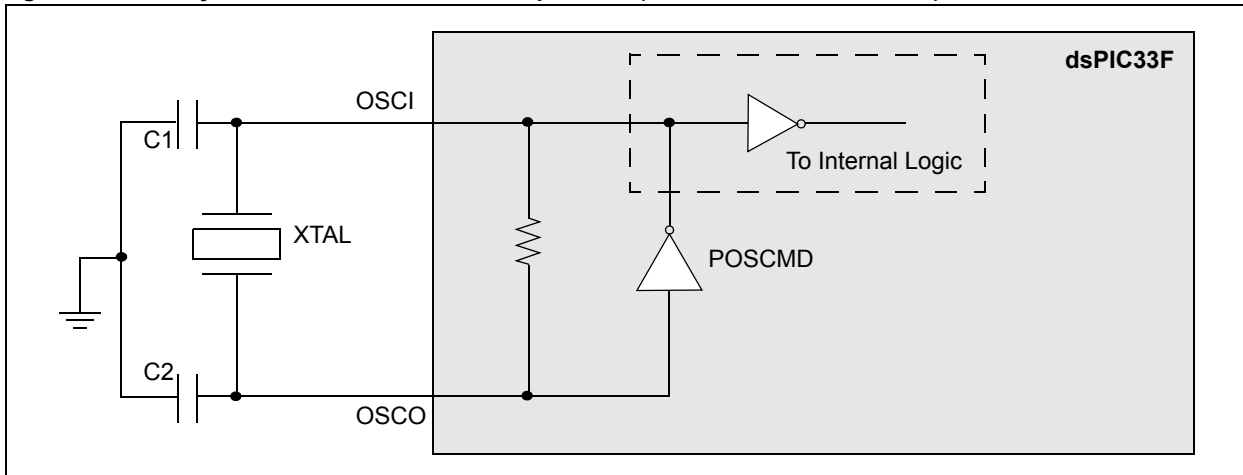 dsPIC33F
OSCI
C1
To Internal Logic
XTAL
POSCMD
C2
OSCO